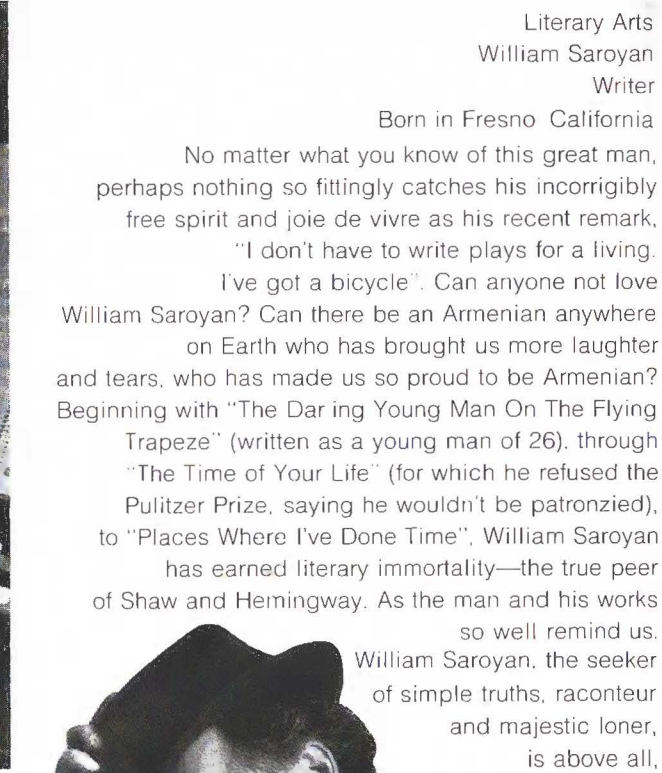 Literary Arts
William Saroyan
Writer
Born in Fresno California
No matter what you know of this great man,
perhaps nothing so fittingly catches his incorrigibly
free spirit and joie de vivre as his recent remark,
"I don't have to write plays for a living.
I've got a bicycle". Can anyone not love
William Saroyan? Can there be an Armenian anywhere
on Earth who has brought us more laughter
and tears, who has made us so proud to be Armenian?
Beginning with "The Dar ing Young Man On The Flying
Trapeze" (written as a young man of 26), through
"The Time of Your Life" (for which he refused the
Pulitzer Prize, saying he wouldn't be patronzied),
to "Places Where I've Done Time", William Saroyan
has earned literary immortality—the true peer
of Shaw and Hemingway. As the man and his works
so well remind us.
William Saroyan, the seeker
of simple truths, raconteur
and majestic loner,
is above all,